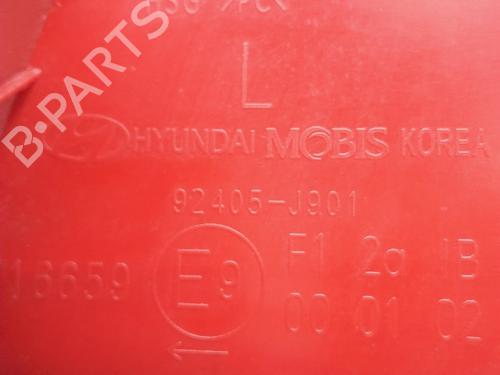 L
HYUNDAI MOBIS KOREA
92405-J901
16659 E9 F1 2a IB
00 01 02
B-PARTS